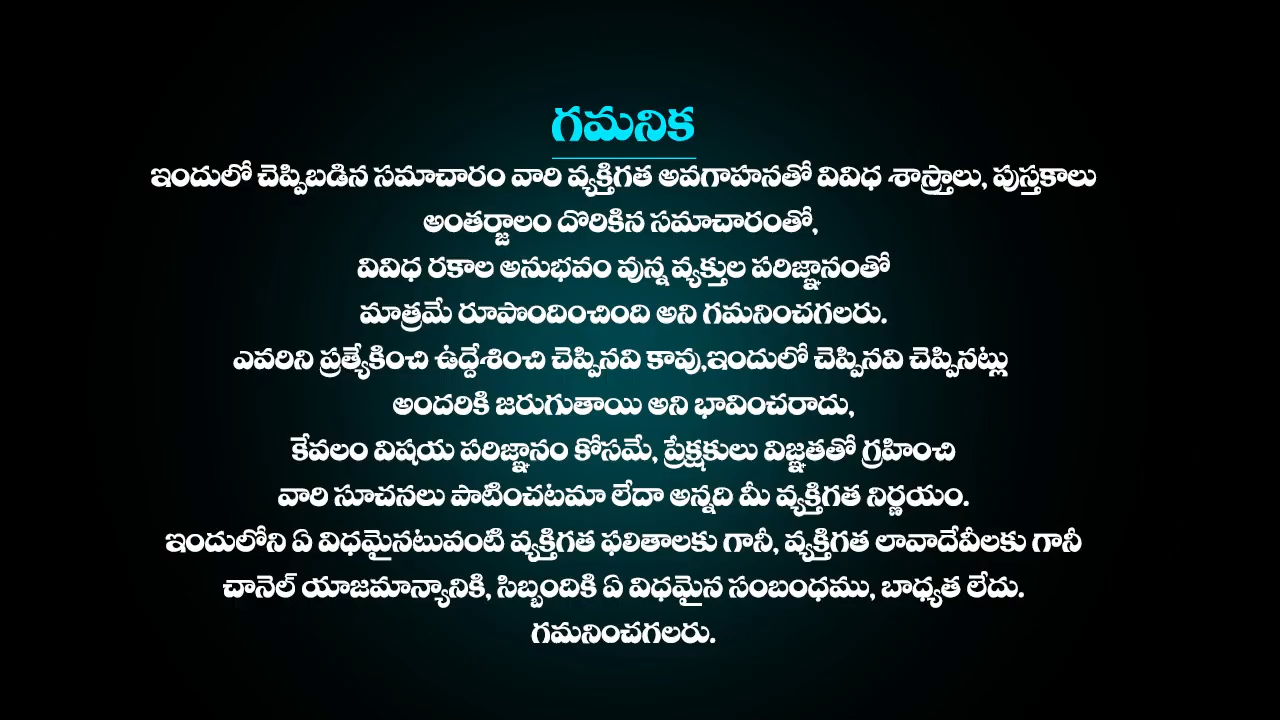 గమనిక
ఇందులో చెప్పిబడిన సమాచారం వారి వ్యక్తిగత అవగాహనతో వివిధ శాస్త్రాలు, పుస్తకాలు
అంతర్జాలం దొరికిన సమాచారంతో,
వివిధ రకాల అనుభవం వున్న వ్యక్తుల పరిజ్ఞానంతో
మాత్రమే రూపొందించింది అని గమనించగలరు.
ఎవరిని ప్రత్యేకించి ఉద్దేశించి చెప్పినవి కావు,ఇందులో చెప్పినవి చెప్పినట్లు
అందరికి జరుగుతాయి అని భావించరాదు,
కేవలం విషయ పరిజ్ఞానం కోసమే, ప్రేక్షకులు విజ్ఞతతో గ్రహించి
వారి సూచనలు పాటించటమా లేదా అన్నది మీ వ్యక్తిగత నిర్ణయం.
ఇందులోని ఏ విధమైనటువంటి వ్యక్తిగత ఫలితాలకు గానీ, వ్యక్తిగత లావాదేవీలకు గానీ
చానెల్ యాజమాన్యానికి, సిబ్బందికి ఏ విధమైన సంబంధము, బాధ్యత లేదు.
గమనించగలరు.